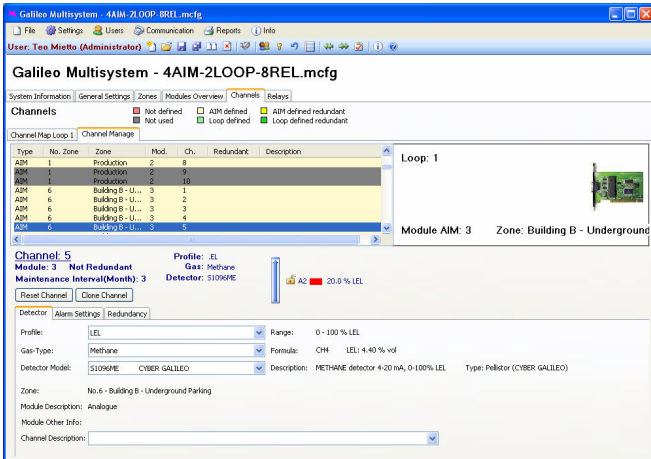 Galileo Multisystem - 4AIM-2LOOP-8REL.mcfg
File Settings Users Communication Reports Info
User: Teo Mietto (Administrator)
Galileo Multisystem - 4AIM-2LOOP-8REL.mcfg
System Information General Settings Zones Modules Overview Channels Relays
Channels Not defined AIM defined AIM defined redundant
Not used Loop defined Loop defined redundant
Channel Map Loop 1 Channel Manage
Type No. Zone Zone Mod. Ch. Redundant Description
AIM 1 Production 2 8
AIM 1 Production 2 9
AIM 1 Production 2 10
AIM 6 Building B - U... 3 1
AIM 6 Building B - U... 3 2
AIM 6 Building B - U... 3 3
AIM 6 Building B - U... 3 4
AIM 6 Building B - U... 3 5
Loop: 1
Module AIM: 3 Zone: Building B - Underground
Channel: 5 Profile: .EL
Module: 3 Not Redundant Gas: Methane
Maintenance Interval(Month): 3 Detector: S1096ME
A2 20.0 % LEL
Reset Channel Clone Channel
Detector Alarm Settings Redundancy
Profile: LEL Range: 0 - 100 % LEL
Gas-Type: Methane Formula: CH4 LEL: 4.40 % vol
Detector Model: S1096ME CYBER GALILEO Description: METHANE detector 4-20 mA, 0-100% LEL Type: Pellistor (CYBER GALILEO)
Zone: No.6 - Building B - Underground Parking
Module Description: Analogue
Module Other Info:
Channel Description: